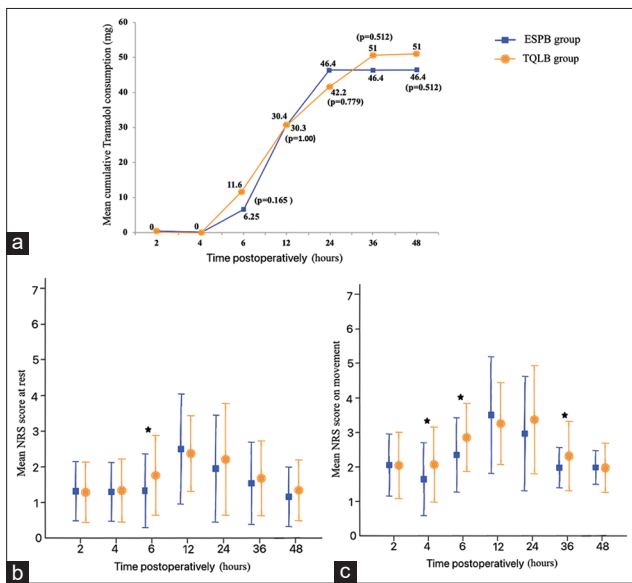 ESPB group
TQLB group
(p=0.512)
51
51
46.4
46.4
46.4
(p=0.512)
42.2
(p=0.779)
30.4
30.3
(p=1.00)
11.6
(p=0.165 )
6.25
0
0
Mean cumulative Tramadol consumption (mg)
60
50
40
30
20
10
0
2 4 6 12 24 36 48
Time postoperatively (hours)
a
Mean NRS score at rest
7
6
5
4
3
2
1
0
2 4 6 12 24 36 48
Time postoperatively (hours)
b
Mean NRS score on movement
7
6
5
4
3
2
1
0
2 4 6 12 24 36 48
Time postoperatively (hours)
c